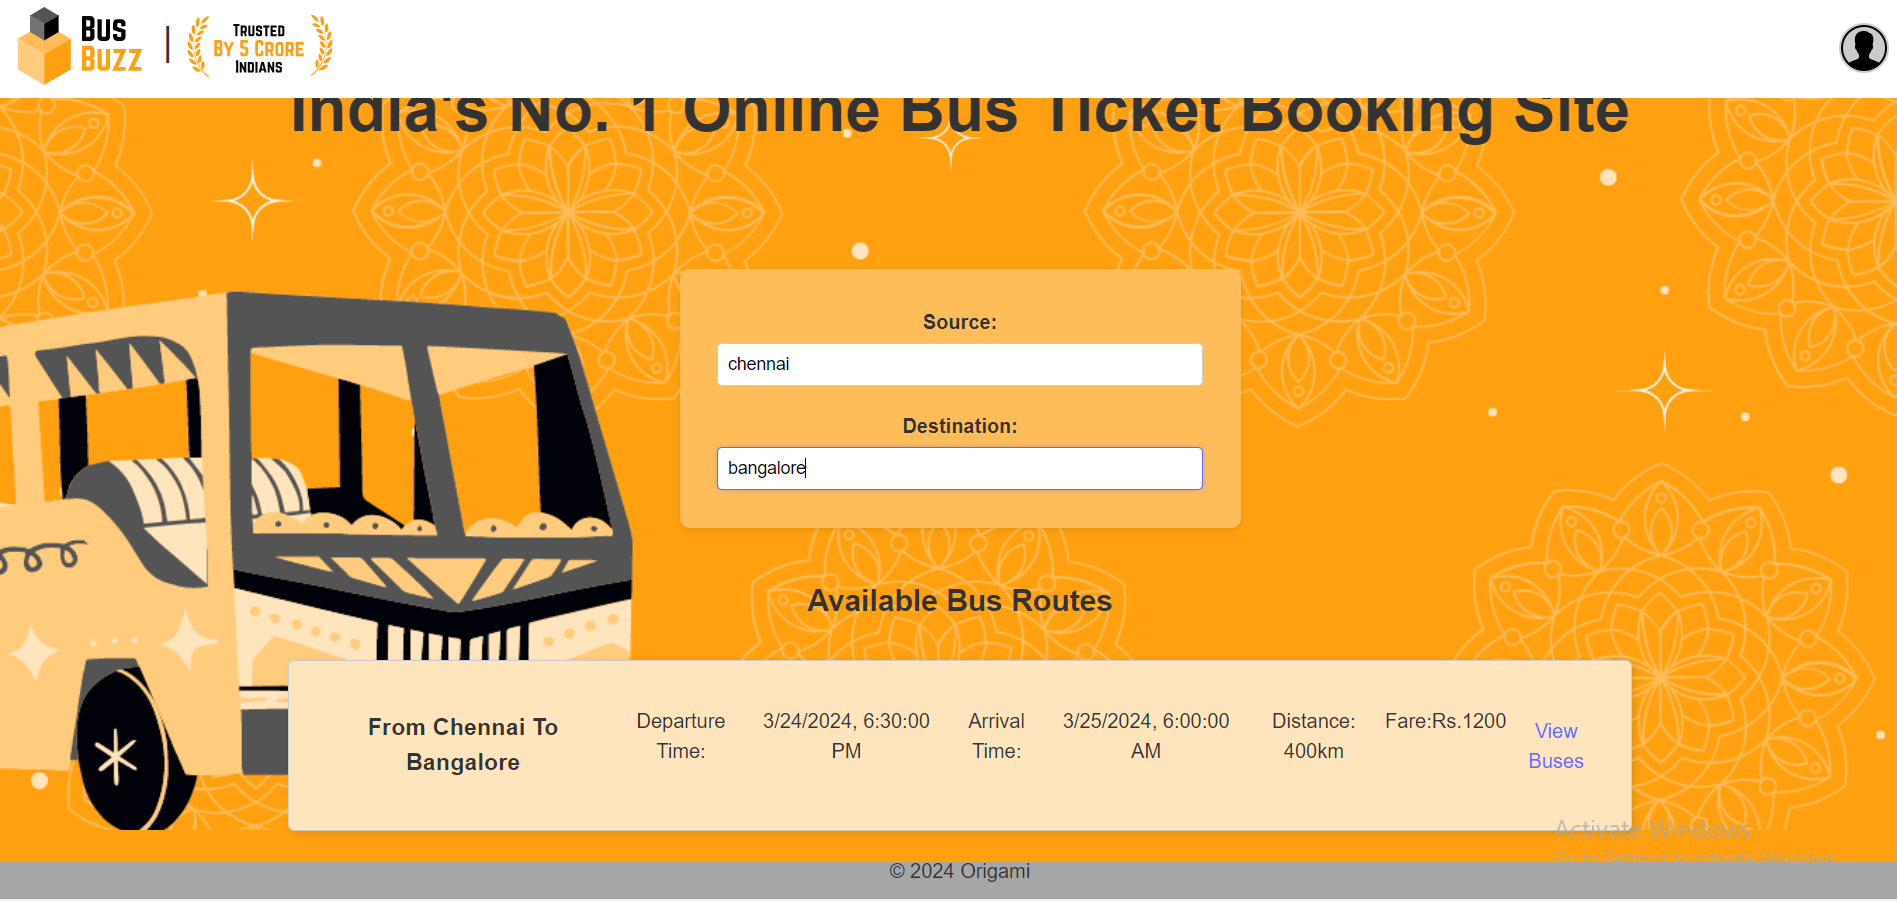 BUS
BUZZ
|
TRUSTED
BY 5 CRORE
INDIANS
India's No. 1 Online Bus Ticket Booking Site
Source:
chennai
Destination:
bangalore
Available Bus Routes
From Chennai To
Bangalore
Departure
Time:
3/24/2024, 6:30:00
PM
Arrival
Time:
3/25/2024, 6:00:00
AM
Distance:
400km
Fare:Rs.1200
View
Buses
Activate Windows
Go to Settings to activate Windows.
© 2024 Origami